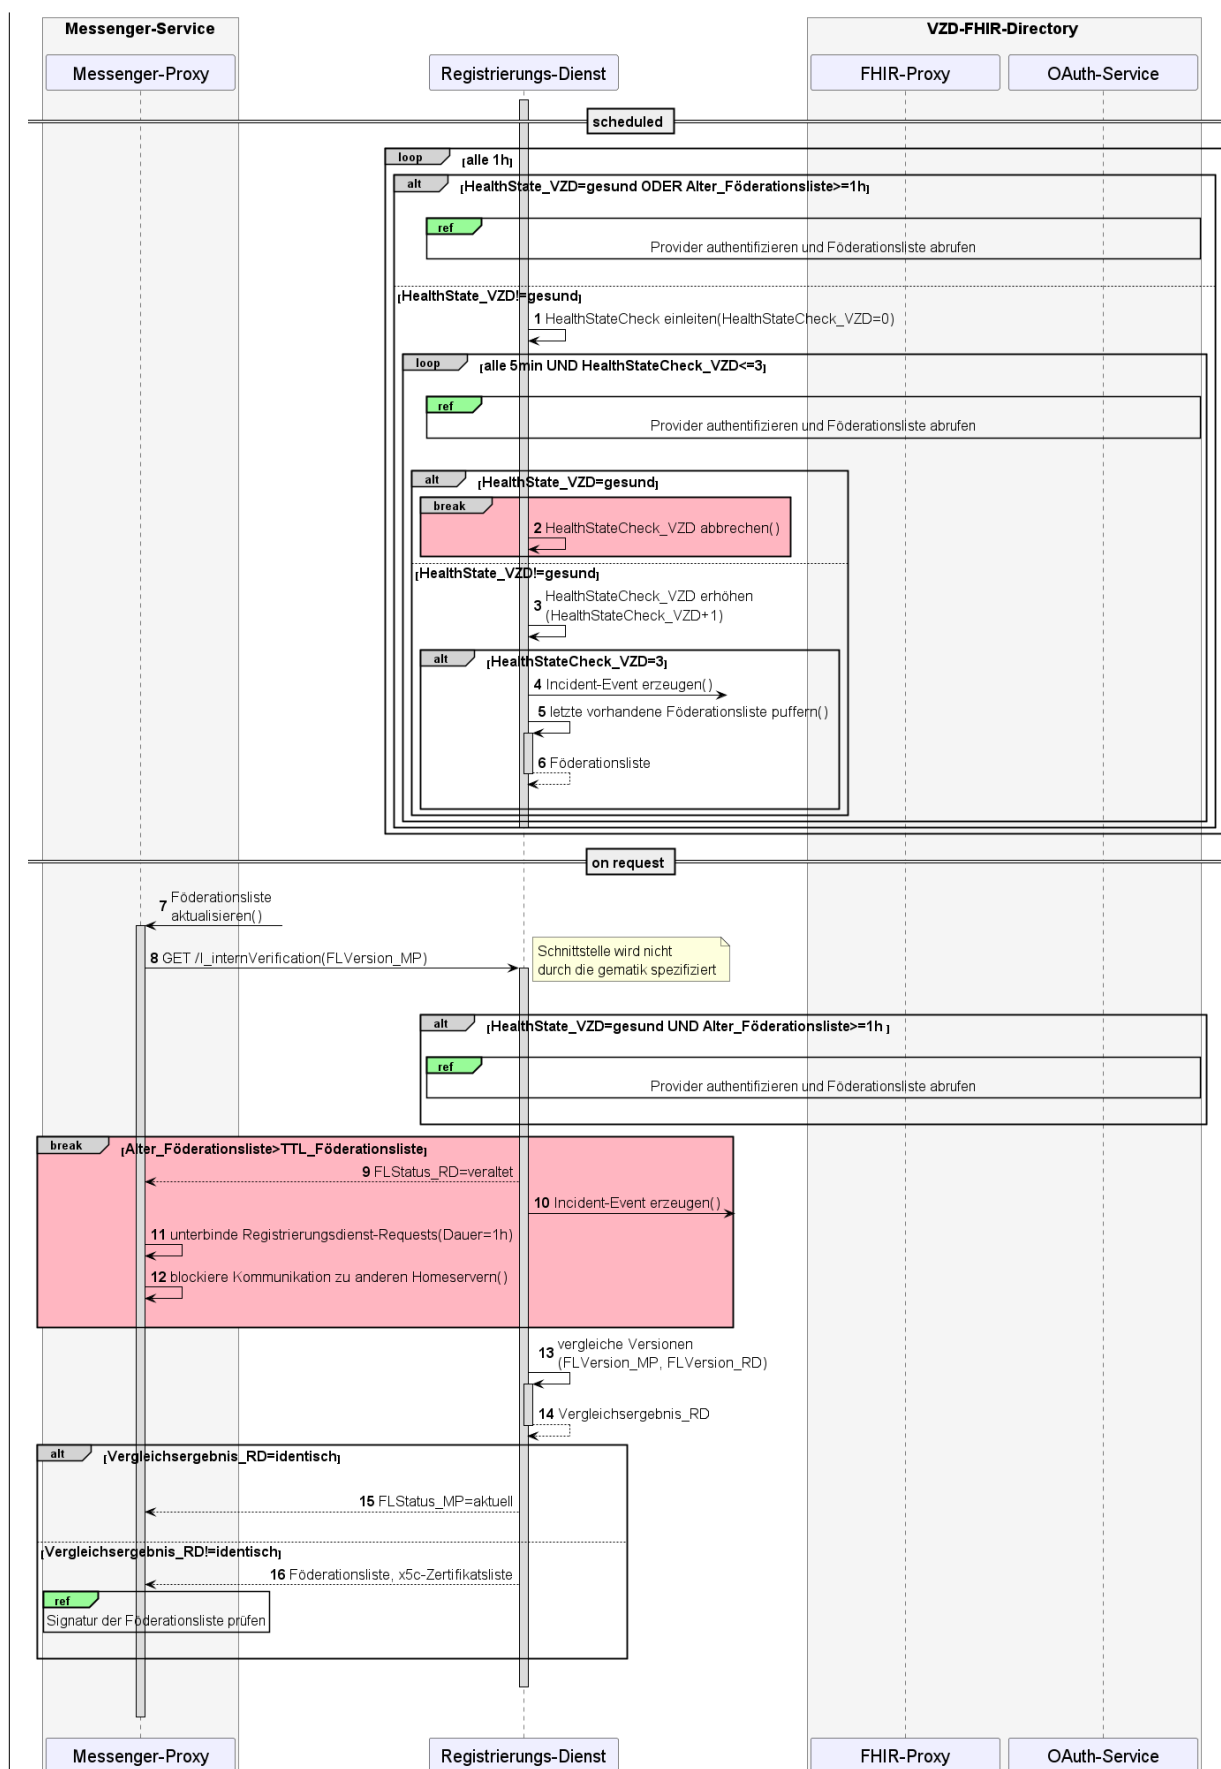 Messenger-Service
VZD-FHIR-Directory
Messenger-Proxy
Registrierungs-Dienst
FHIR-Proxy
OAuth-Service
scheduled
loop [alle 1h]
alt [HealthState_VZD=gesund ODER Alter_Föderationsliste>=1h]
ref
Provider authentifizieren und Föderationsliste abrufen
[HealthState_VZD!=gesund]
1 HealthStateCheck einleiten(HealthStateCheck_VZD=0)
loop [alle 5min UND HealthStateCheck_VZD<=3]
ref
Provider authentifizieren und Föderationsliste abrufen
alt [HealthState_VZD=gesund]
break
2 HealthStateCheck_VZD abbrechen()
[HealthState_VZD!=gesund]
3 HealthStateCheck_VZD erhöhen
(HealthStateCheck_VZD+1)
alt [HealthStateCheck_VZD=3]
4 Incident-Event erzeugen()
5 letzte vorhandene Föderationsliste puffern()
6 Föderationsliste
on request
7 Föderationsliste
aktualisieren()
8 GET /I_internVerification(FLVersion_MP)
Schnittstelle wird nicht
durch die gematik spezifiziert
alt [HealthState_VZD=gesund UND Alter_Föderationsliste>=1h ]
ref
Provider authentifizieren und Föderationsliste abrufen
break [Alter_Föderationsliste>TTL_Föderationsliste]
9 FLStatus_RD=veraltet
10 Incident-Event erzeugen()
11 unterbinde Registrierungsdienst-Requests(Dauer=1h)
12 blockiere Kommunikation zu anderen Homeservern()
13 vergleiche Versionen
(FLVersion_MP, FLVersion_RD)
14 Vergleichsergebnis_RD
alt [Vergleichsergebnis_RD=identisch]
15 FLStatus_MP=aktuell
[Vergleichsergebnis_RD!=identisch]
16 Föderationsliste, x5c-Zertifikatsliste
ref
Signatur der Föderationsliste prüfen
Messenger-Proxy
Registrierungs-Dienst
FHIR-Proxy
OAuth-Service